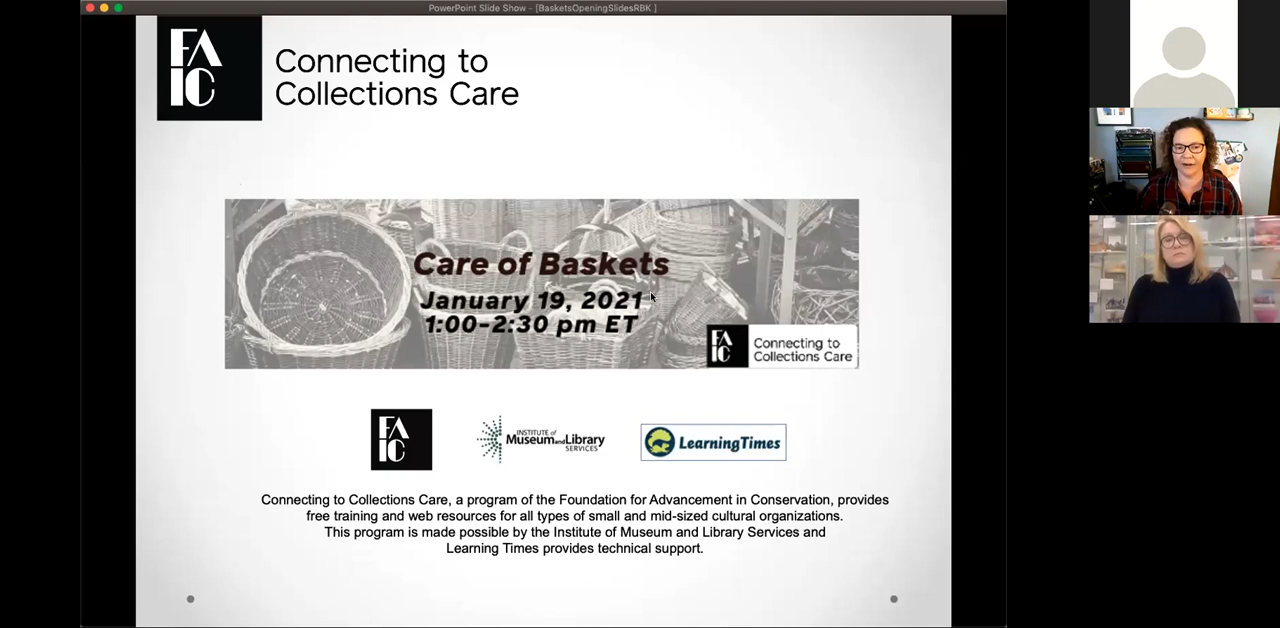 PowerPoint Slide Show - [BasketsOpeningSlidesRBK ]
FA
IC
Connecting to
Collections Care
Care of Baskets
January 19, 2021
1:00-2:30 pm ET
FA
IC
Connecting to
Collections Care
FA
IC
INSTITUTE of
Museum and Library
SERVICES
LearningTimes
Connecting to Collections Care, a program of the Foundation for Advancement in Conservation, provides
free training and web resources for all types of small and mid-sized cultural organizations.
This program is made possible by the Institute of Museum and Library Services and
Learning Times provides technical support.